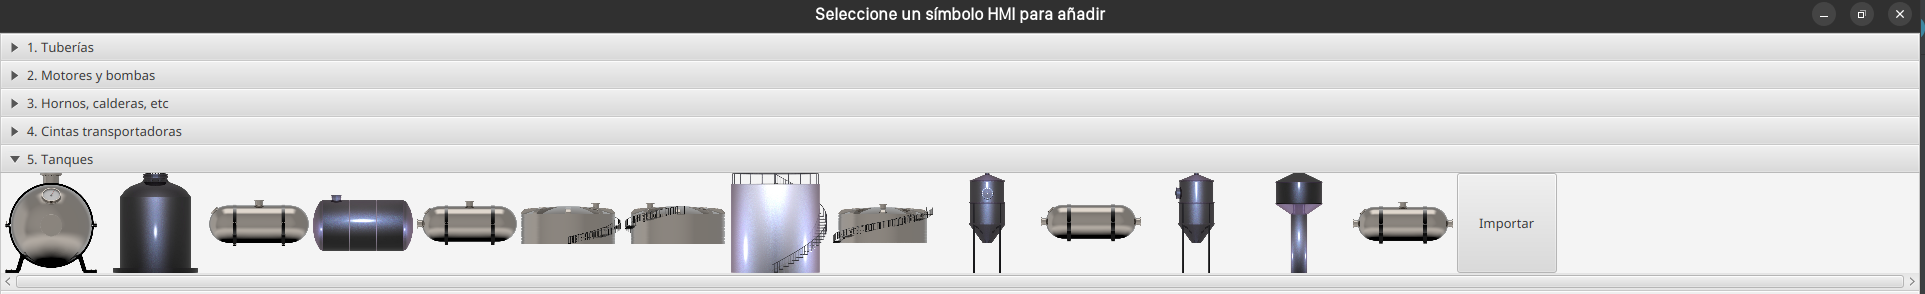 Seleccione un símbolo HMI para añadir
1. Tuberías
2. Motores y bombas
3. Hornos, calderas, etc
4. Cintas transportadoras
5. Tanques
Importar